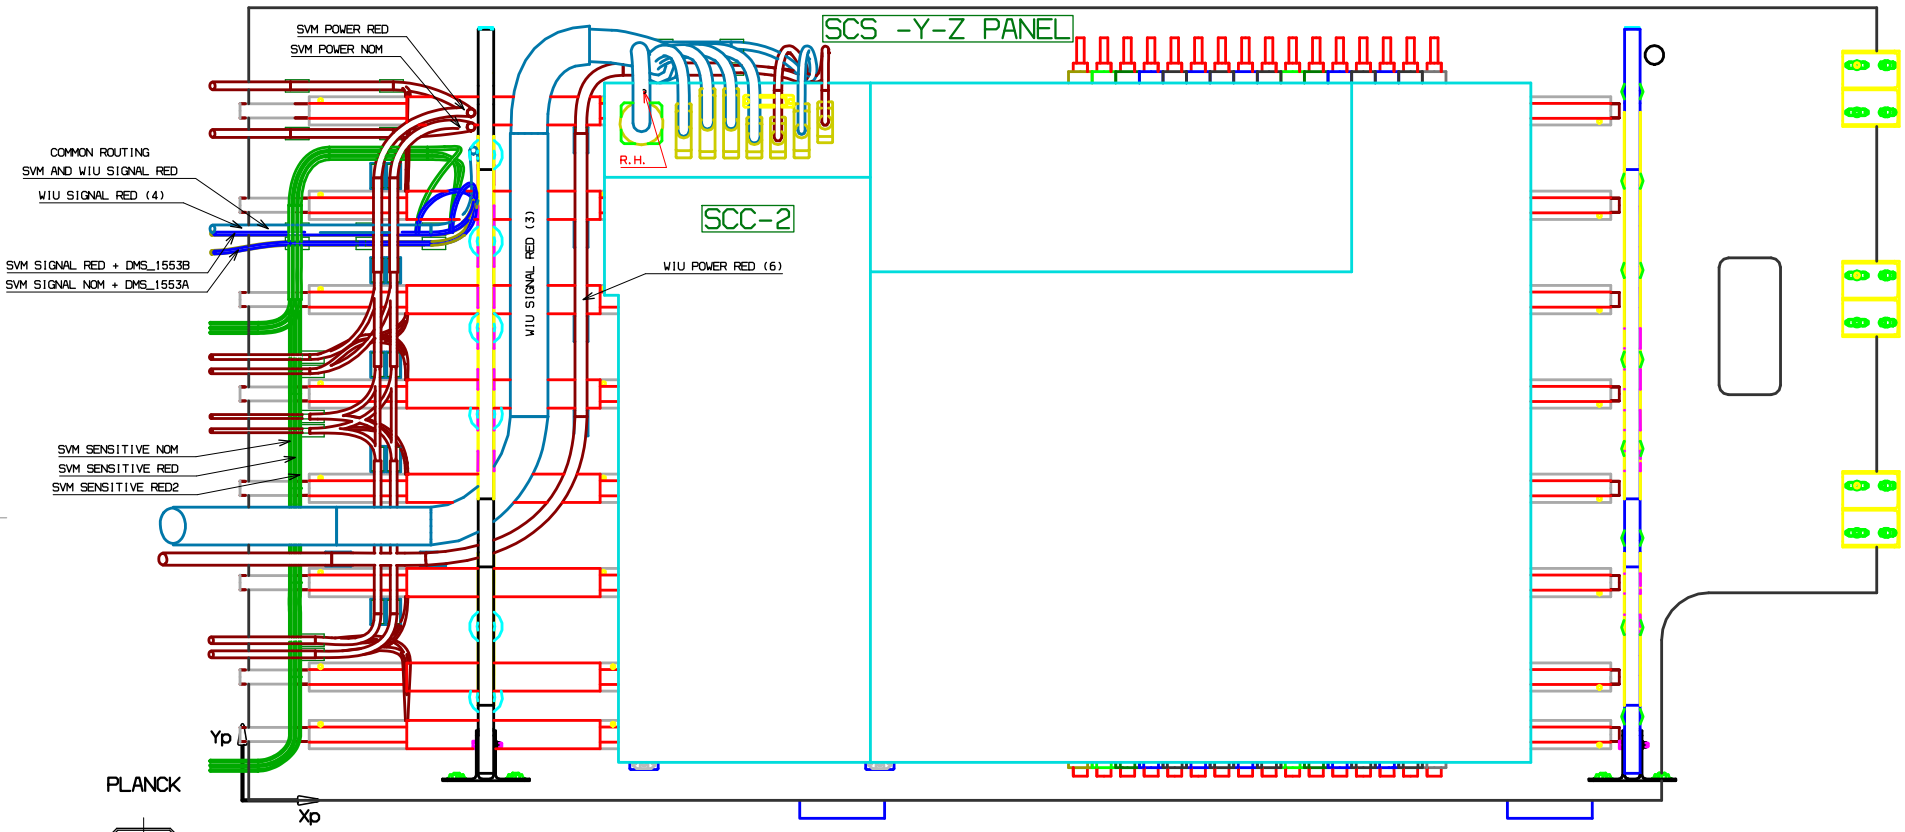 SCS -Y-Z PANEL
SVM POWER RED
SVM POWER NOM
COMMON ROUTING
SVM AND WIU SIGNAL RED
WIU SIGNAL RED (4)
R.H.
SCC-2
WIU SIGNAL RED (3)
WIU POWER RED (6)
SVM SIGNAL RED + DMS_1553B
SVM SIGNAL NOM + DMS_1553A
SVM SENSITIVE NOM
SVM SENSITIVE RED
SVM SENSITIVE RED2
Yp
PLANCK
Xp